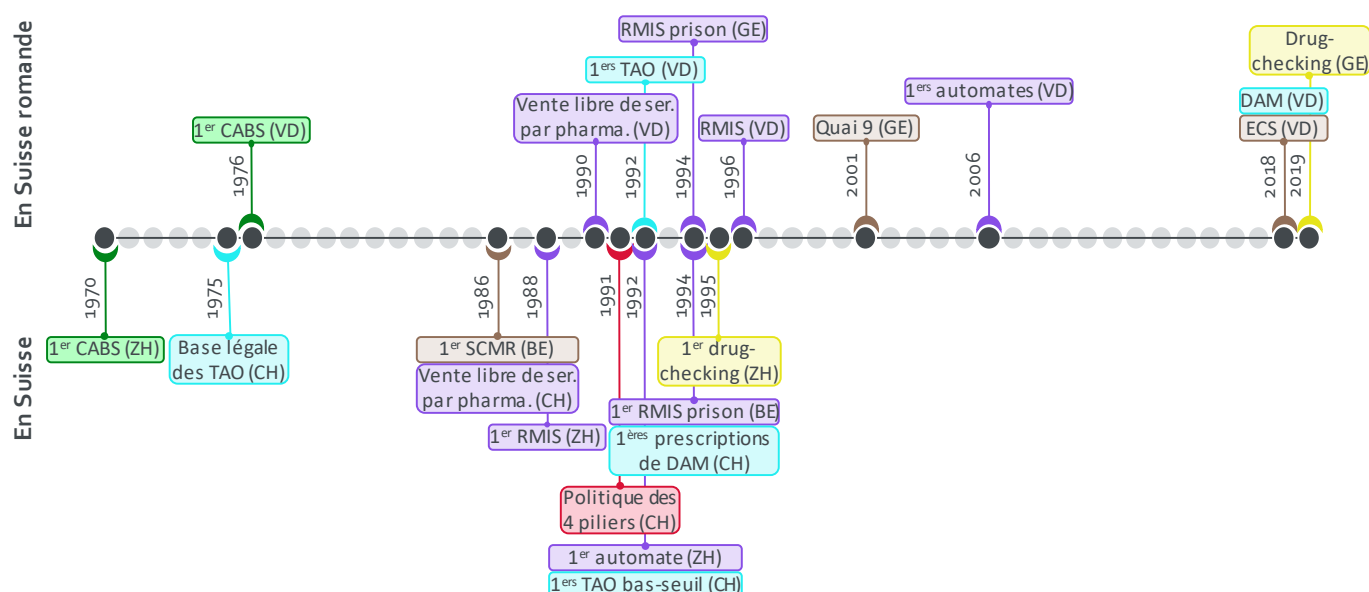 En Suisse romande
RMIS prison (GE)
Drug-
checking (GE)
1ers TAO (VD)
1ers automates (VD)
Vente libre de ser.
par pharma. (VD)
DAM (VD)
1er CABS (VD)
RMIS (VD)
Quai 9 (GE)
ECS (VD)
1976
1990
1992
1994
1996
2001
2006
2018
2019
En Suisse
1970
1975
1986
1988
1991
1992
1994
1995
1er CABS (ZH)
Base légale
des TAO (CH)
1er SCMR (BE)
1er drug-
checking (ZH)
Vente libre de ser.
par pharma. (CH)
1er RMIS prison (BE)
1er RMIS (ZH)
1ères prescriptions
de DAM (CH)
Politique des
4 piliers (CH)
1er automate (ZH)
1ers TAO bas-seuil (CH)